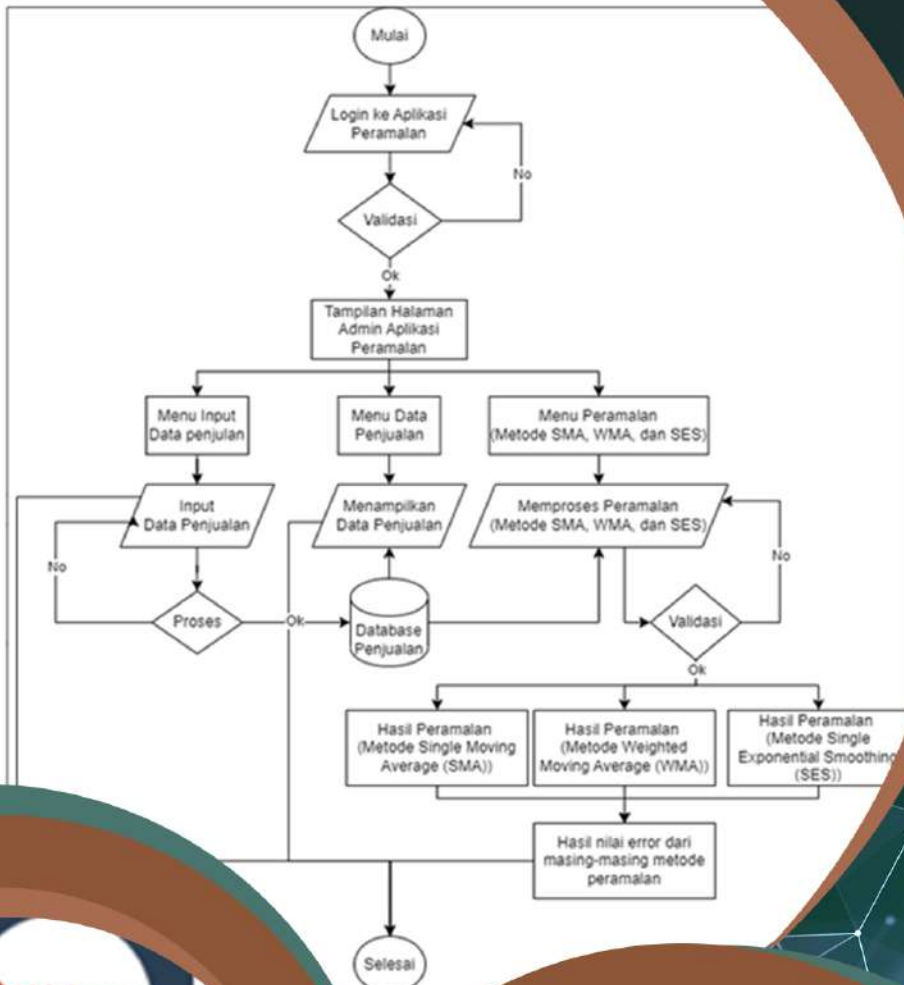 Mulai
Login ke Aplikasi
Peramalan
No
Validasi
Ok
Tampilan Halaman
Admin Aplikasi
Peramalan
Menu Input
Data penjulan
Menu Data
Penjualan
Menu Peramalan
(Metode SMA, WMA, dan SES)
Input
Data Penjualan
Menampilkan
Data Penjualan
Memproses Peramalan
(Metode SMA, WMA, dan SES)
No
No
Proses
Ok
Database
Penjualan
Validasi
Ok
Hasil Peramalan
(Metode Single Moving
Average (SMA))
Hasil Peramalan
(Metode Weighted
Moving Average (WMA))
Hasil Peramalan
(Metode Single
Exponential Smoothing
(SES))
Hasil nilai error dari
masing-masing metode
peramalan
Selesai